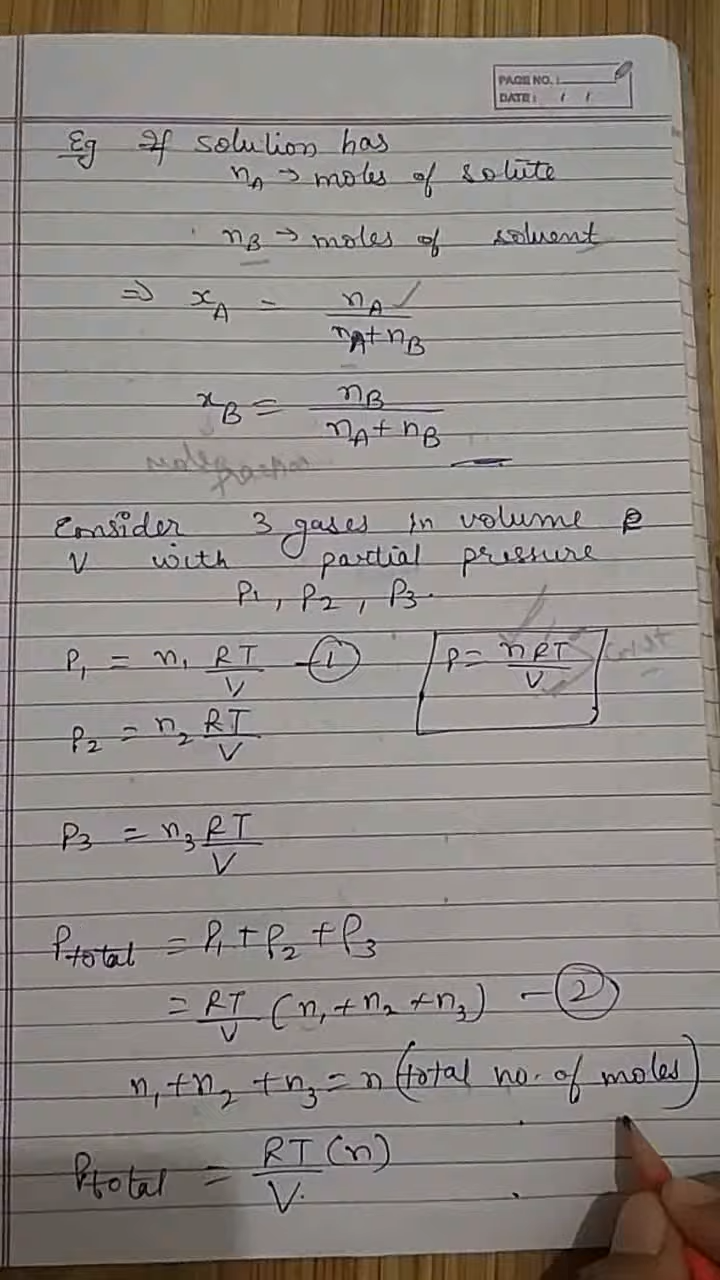 PAGE NO.:
DATE: / /
Eg If solution has
nA → moles of solute
nB → moles of solvent
⇒ xA = nA/(nA+nB) ✓
xB = nB/(nA+nB)
mole fraction
Consider 3 gases in volume
V with partial pressure
P1, P2, P3.
P1 = n1 RT/V - ①
P = nRT/V const
P2 = n2 RT/V
P3 = n3 RT/V
Ptotal = P1 + P2 + P3
= RT/V (n1 + n2 + n3) - ②
n1 + n2 + n3 = n (total no. of moles)
Ptotal = RT/V (n)